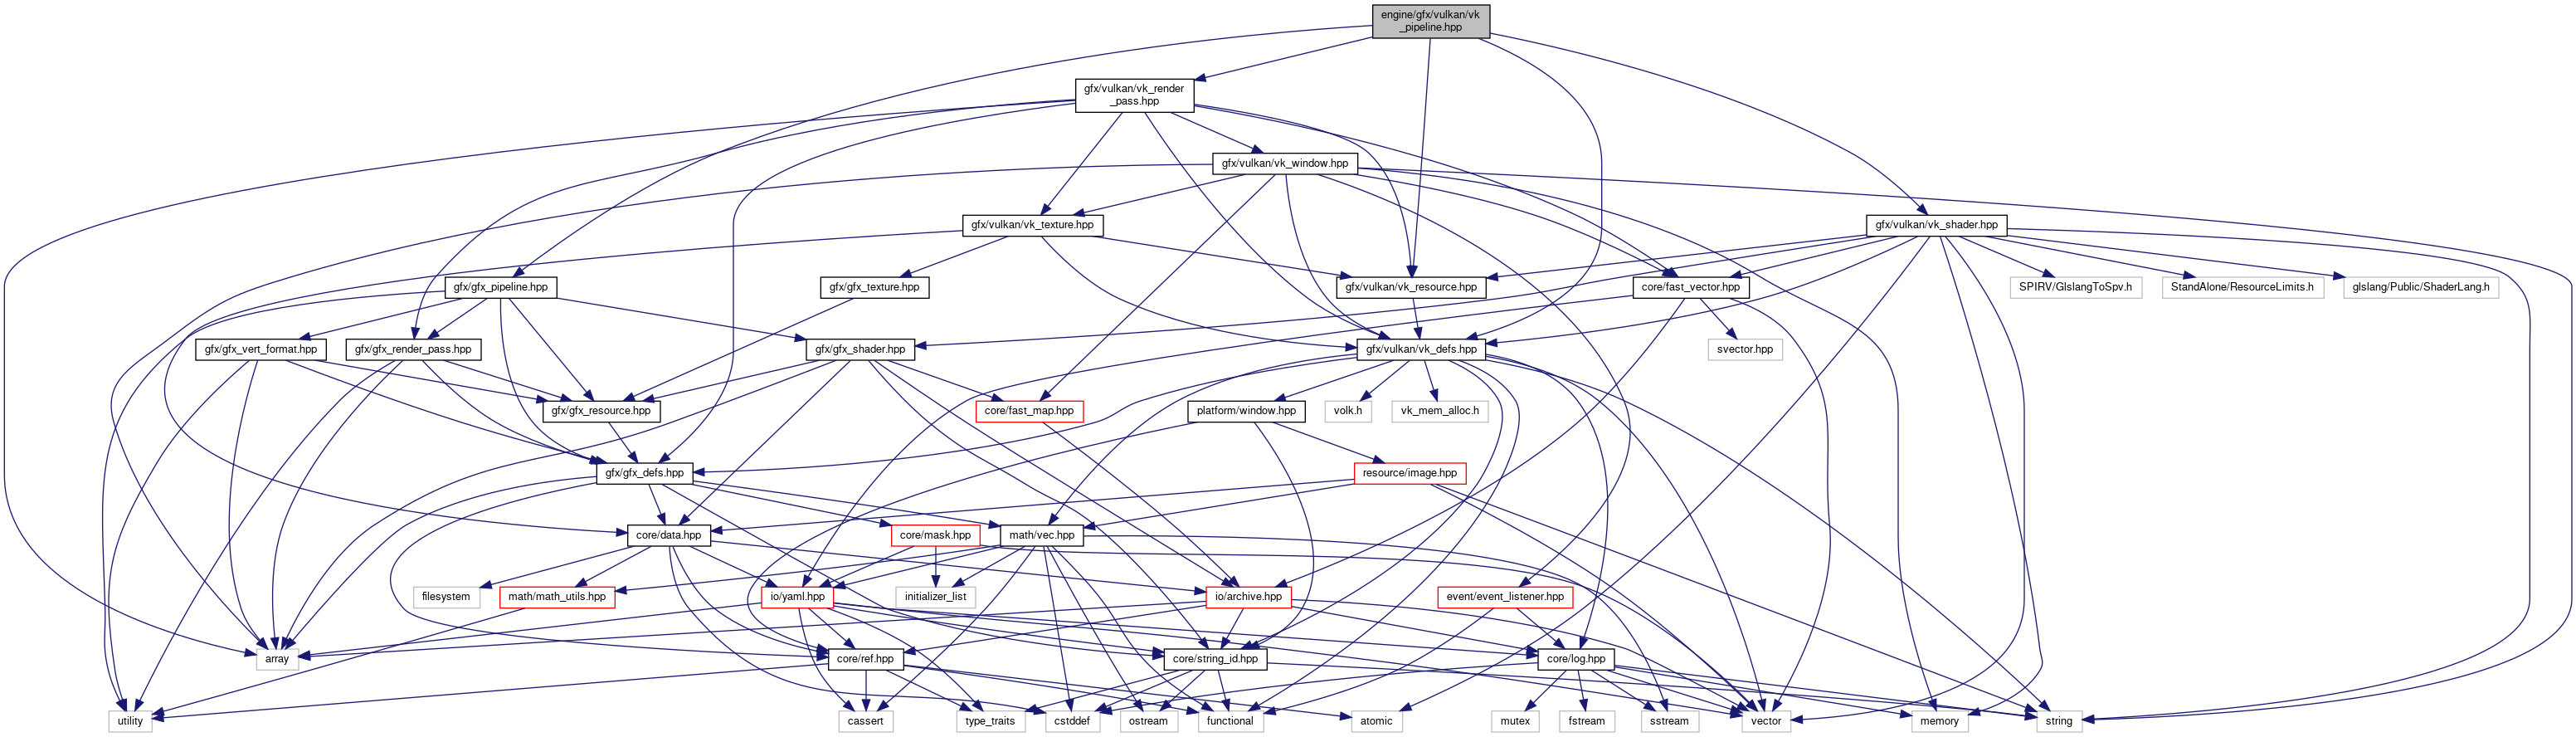 engine/gfx/vulkan/vk
_pipeline.hpp
gfx/vulkan/vk_render
_pass.hpp
gfx/vulkan/vk_window.hpp
gfx/vulkan/vk_texture.hpp
gfx/vulkan/vk_shader.hpp
gfx/gfx_pipeline.hpp
gfx/gfx_texture.hpp
gfx/vulkan/vk_resource.hpp
core/fast_vector.hpp
SPIRV/GlslangToSpv.h
StandAlone/ResourceLimits.h
glslang/Public/ShaderLang.h
gfx/gfx_vert_format.hpp
gfx/gfx_render_pass.hpp
gfx/gfx_shader.hpp
gfx/vulkan/vk_defs.hpp
svector.hpp
gfx/gfx_resource.hpp
core/fast_map.hpp
platform/window.hpp
volk.h
vk_mem_alloc.h
gfx/gfx_defs.hpp
resource/image.hpp
core/data.hpp
core/mask.hpp
math/vec.hpp
filesystem
math/math_utils.hpp
io/yaml.hpp
initializer_list
io/archive.hpp
event/event_listener.hpp
array
core/ref.hpp
core/string_id.hpp
core/log.hpp
utility
cassert
type_traits
cstddef
ostream
functional
atomic
mutex
fstream
sstream
vector
memory
string